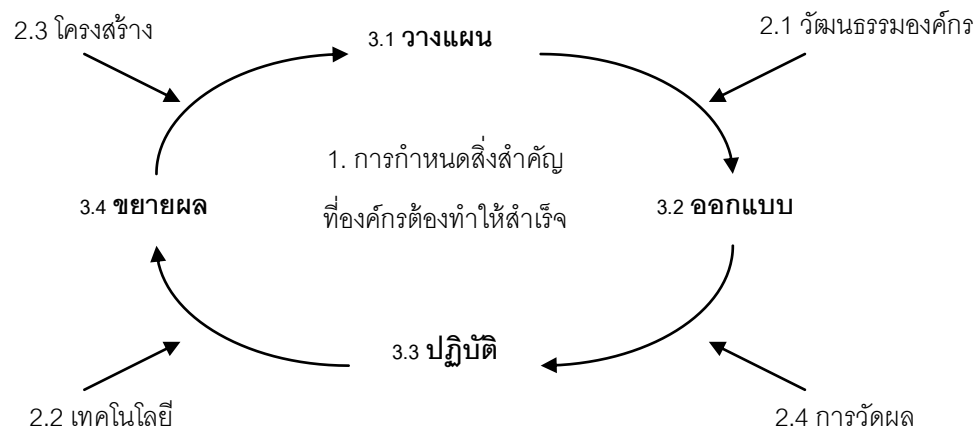 2.3 โครงสร้าง
3.1 วางแผน
2.1 วัฒนธรรมองค์กร
1. การกำหนดสิ่งสำคัญ
ที่องค์กรต้องทำให้สำเร็จ
3.4 ขยายผล
3.2 ออกแบบ
3.3 ปฏิบัติ
2.2 เทคโนโลยี
2.4 การวัดผล